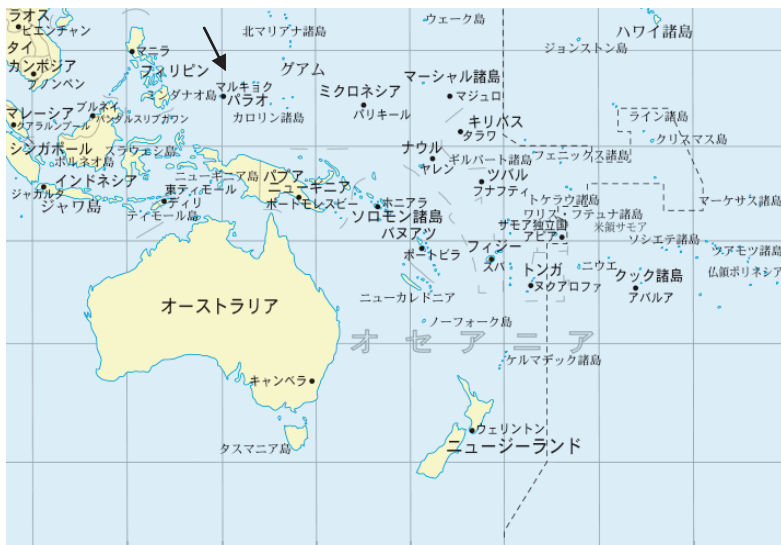 ラオス
ビエンチャン
タイ
カンボジア
プノンペン
マニラ
フィリピン
ミンダナオ島
北マリアナ諸島
グアム
マルキョク
パラオ
カロリン諸島
ウェーク島
ハワイ諸島
ジョンストン島
ミクロネシア
パリキール
マーシャル諸島
マジュロ
キリバス
タラワ
ライン諸島
クリスマス島
マレーシア
クアラルンプール
ブルネイ
バンダルスリブガワン
シンガポール
ボルネオ島
スラウェシ島
インドネシア
ジャカルタ
ジャワ島
東ティモール
ディリ
ティモール島
ニューギニア島
パプア
ニューギニア
ポートモレスビー
ナウル
ヤレン
ギルバート諸島
フェニックス諸島
ツバル
フナフティ
トケラウ諸島
ワリス・フテュナ諸島
サモア独立国
アピア
米領サモア
マーケサス諸島
ホニアラ
ソロモン諸島
バヌアツ
ポートビラ
フィジー
スバ
ソシエテ諸島
ツアモツ諸島
仏領ポリネシア
ニウエ
トンガ
ヌクアロファ
クック諸島
アバルア
ニューカレドニア
オーストラリア
ノーフォーク島
オセアニア
ケルマデック諸島
キャンベラ
タスマニア島
ウェリントン
ニュージーランド